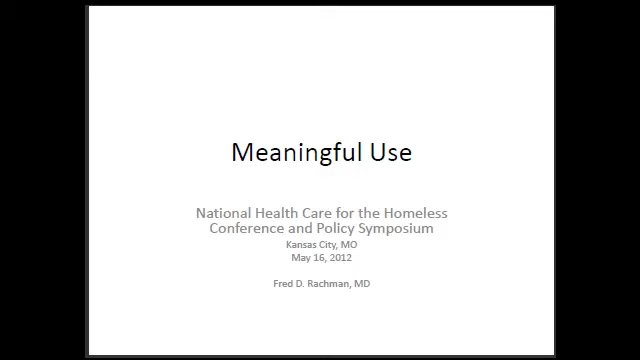 Meaningful Use
National Health Care for the Homeless
Conference and Policy Symposium
Kansas City, MO
May 16, 2012
Fred D. Rachman, MD